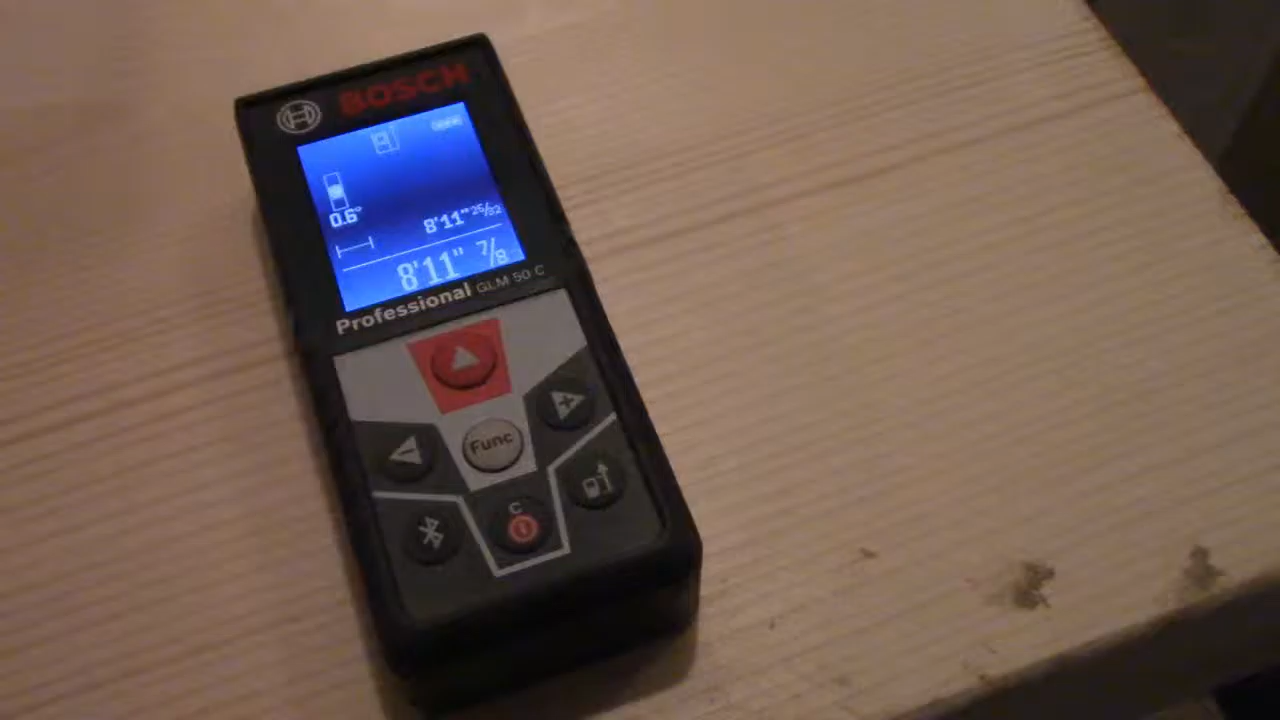 BOSCH
0.6°
8'11" 25/32
8'11" 7/8
Professional GLM 50 C
Func
C